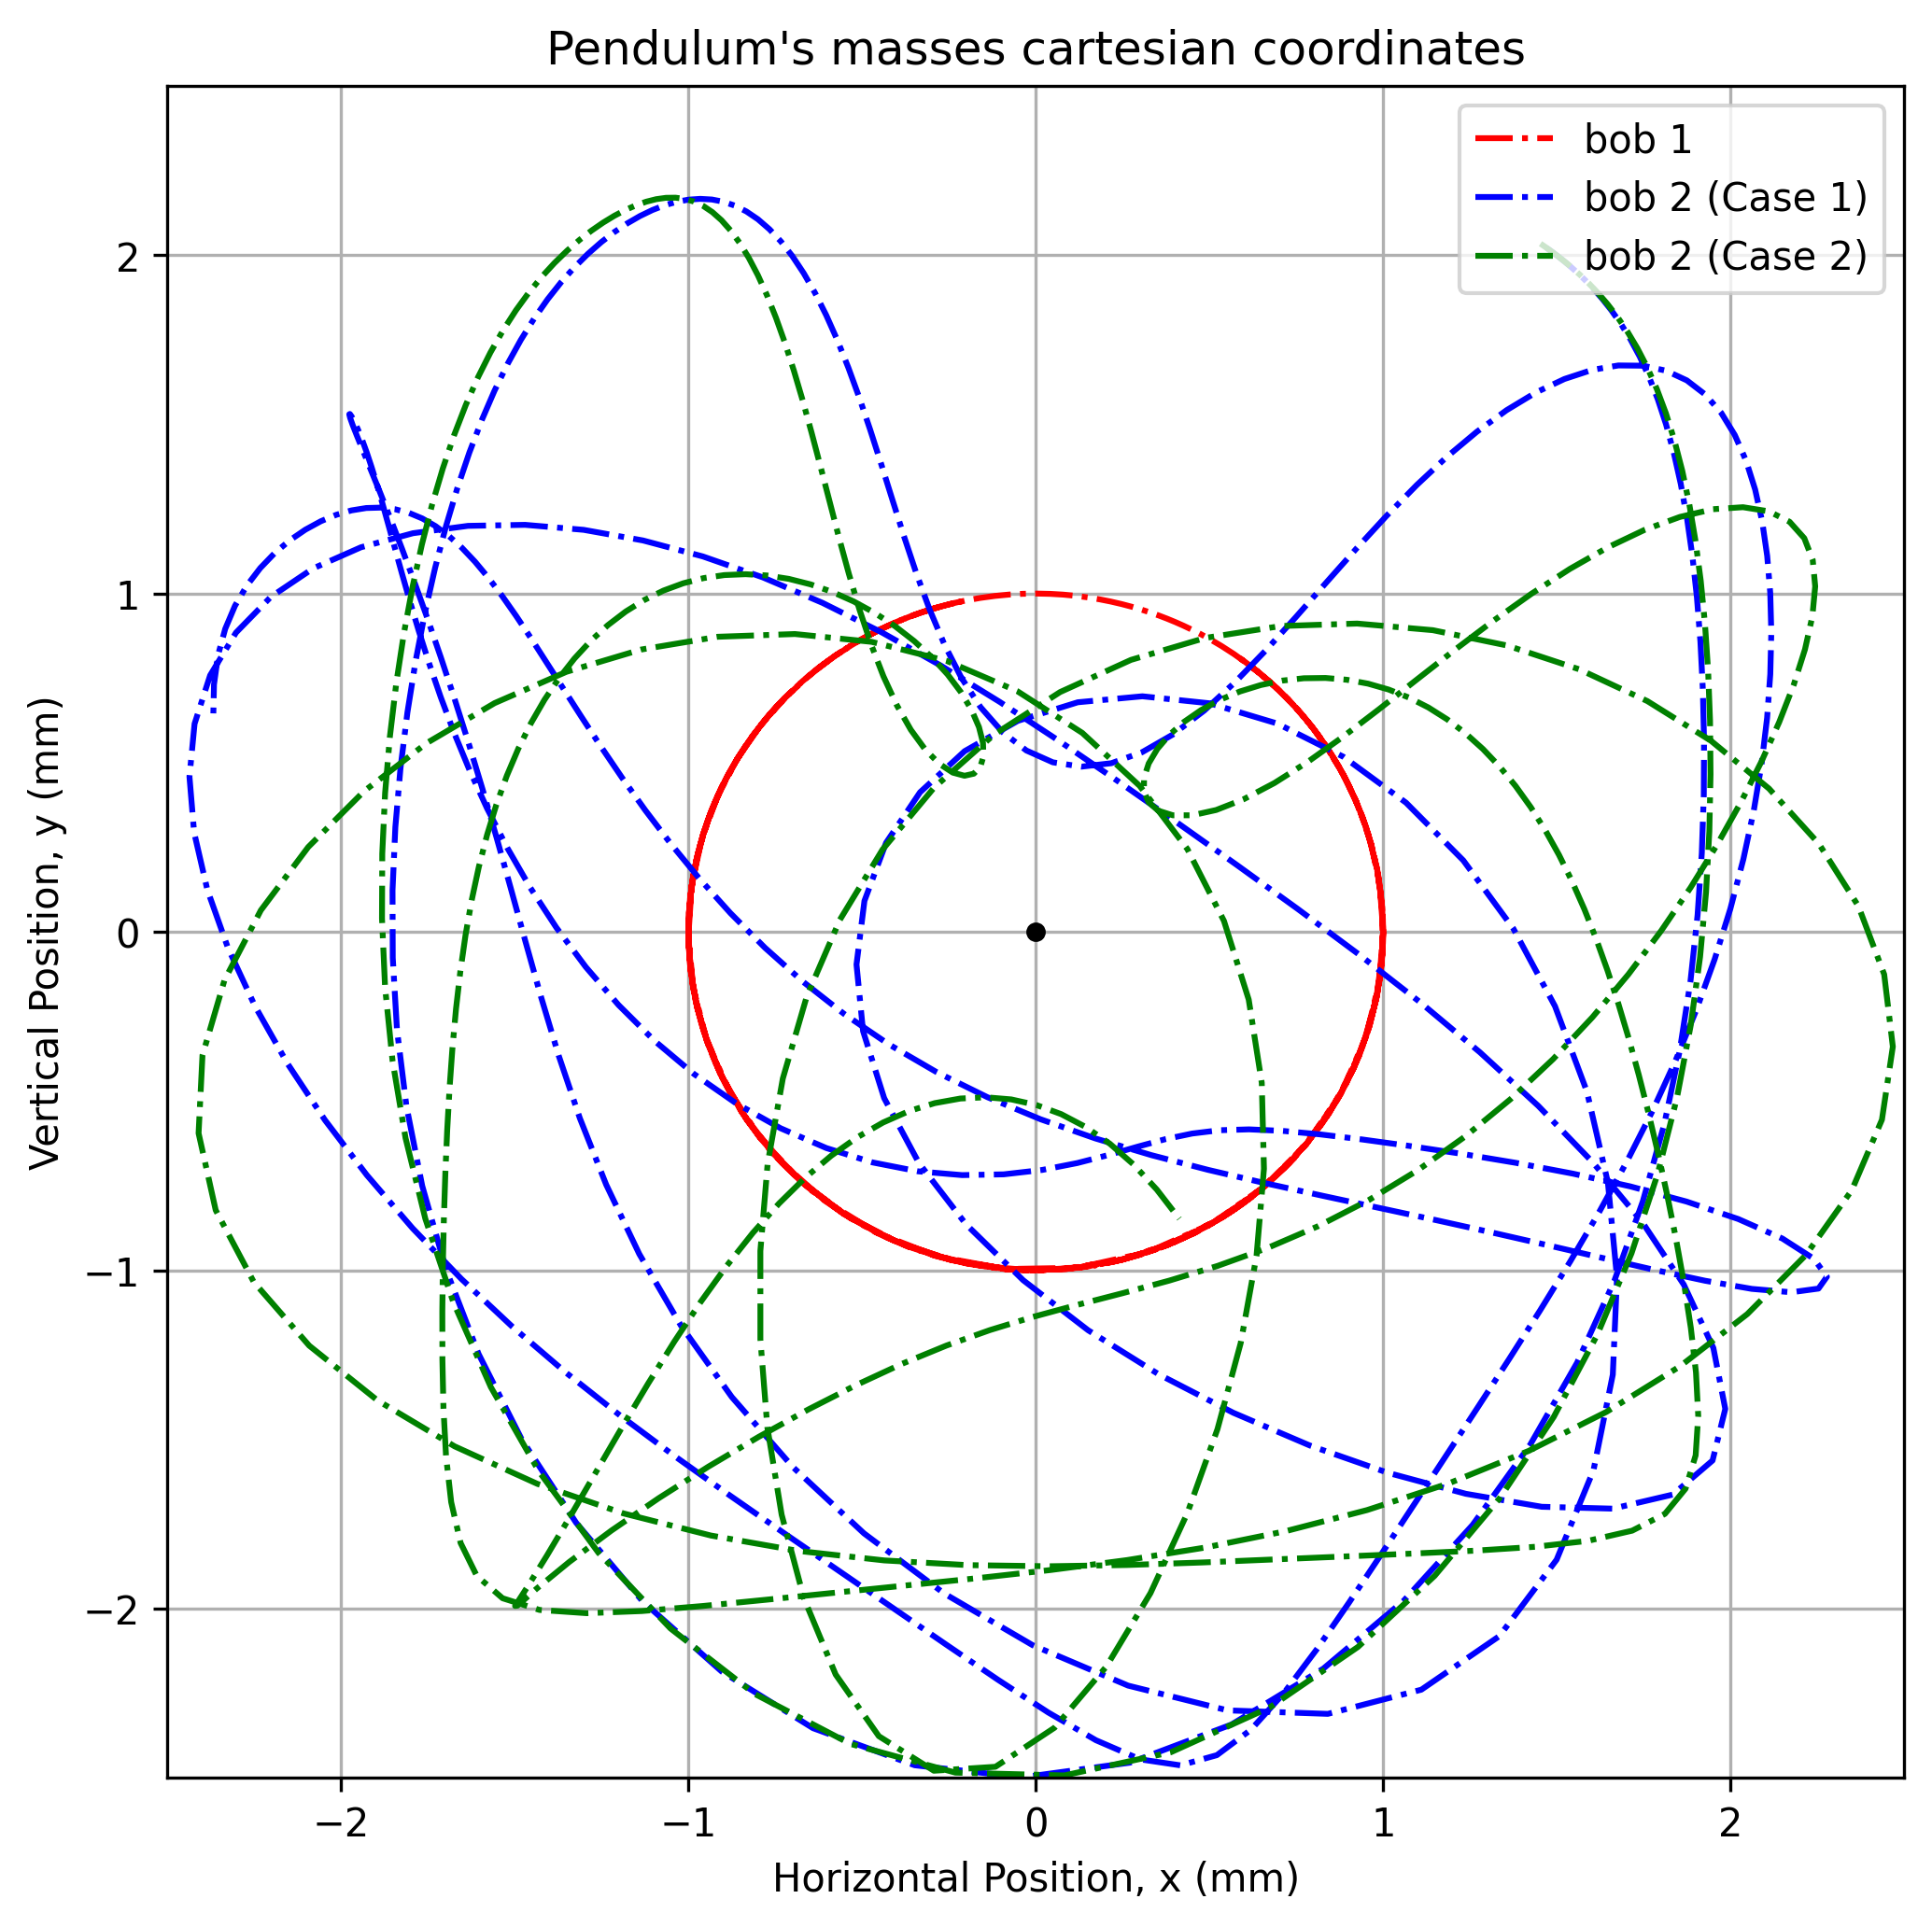 Pendulum's masses cartesian coordinates
bob 1
bob 2 (Case 1)
bob 2 (Case 2)
2
1
0
−1
−2
Vertical Position, y (mm)
−2 −1 0 1 2
Horizontal Position, x (mm)